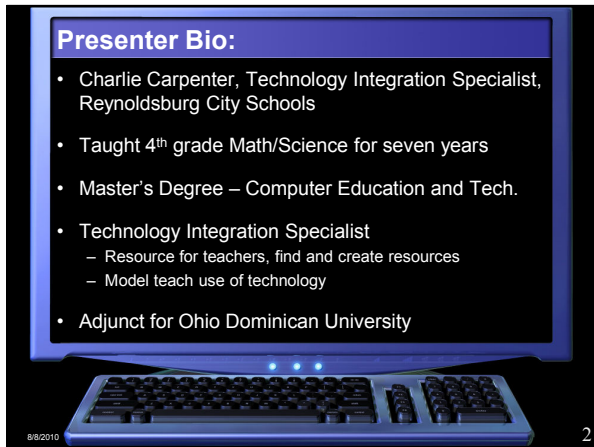 Presenter Bio:
• Charlie Carpenter, Technology Integration Specialist,
Reynoldsburg City Schools
• Taught 4th grade Math/Science for seven years
• Master's Degree – Computer Education and Tech.
• Technology Integration Specialist
– Resource for teachers, find and create resources
– Model teach use of technology
• Adjunct for Ohio Dominican University
8/8/2010
2